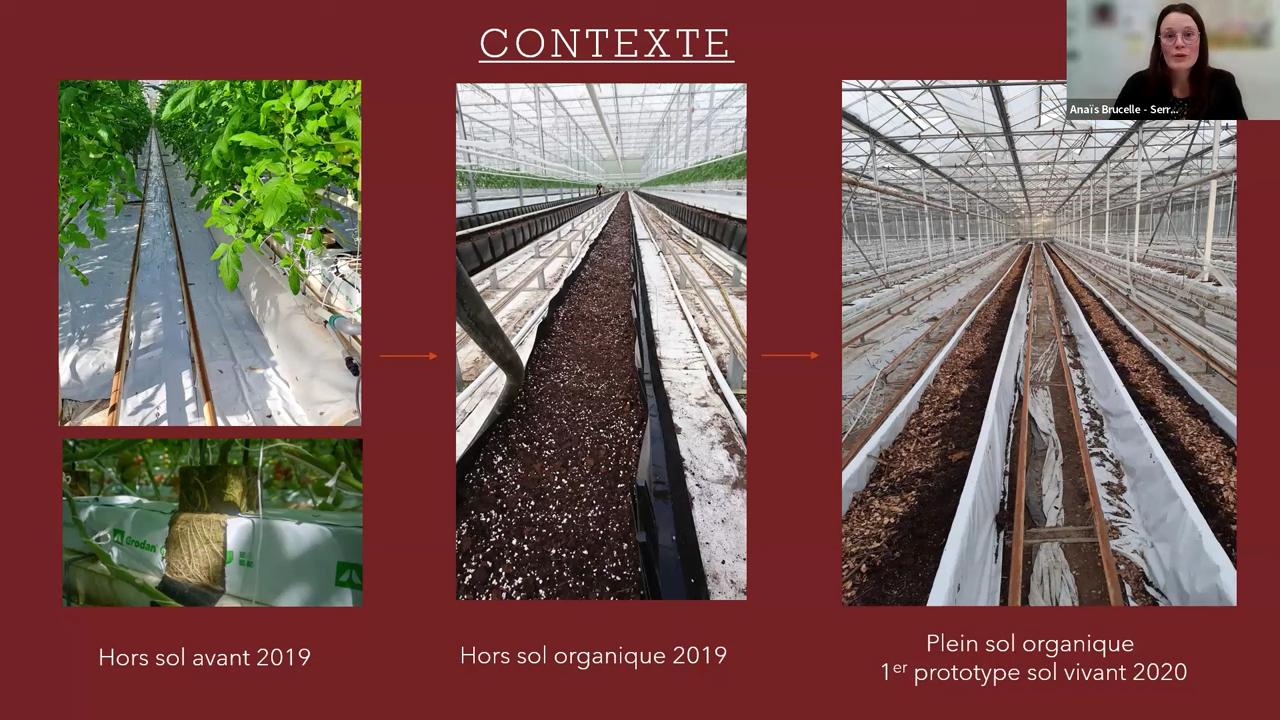 CONTEXTE
Anaïs Brucelle - Serr...
Grodan
Hors sol avant 2019
Hors sol organique 2019
Plein sol organique
1er prototype sol vivant 2020